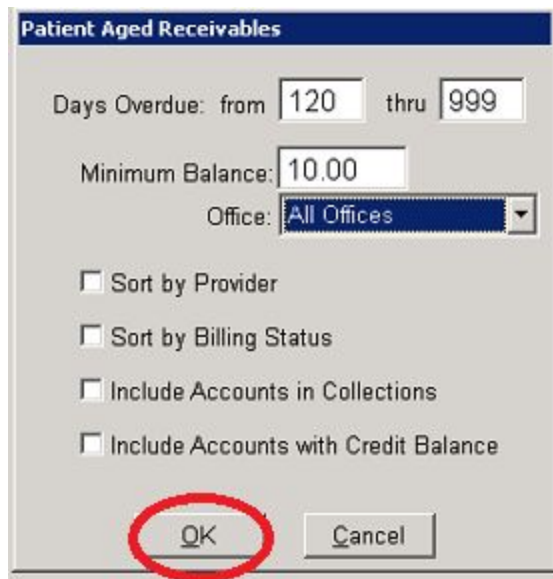 Patient Aged Receivables
Days Overdue: from 120 thru 999
Minimum Balance: 10.00
Office: All Offices
Sort by Provider
Sort by Billing Status
Include Accounts in Collections
Include Accounts with Credit Balance
OK Cancel